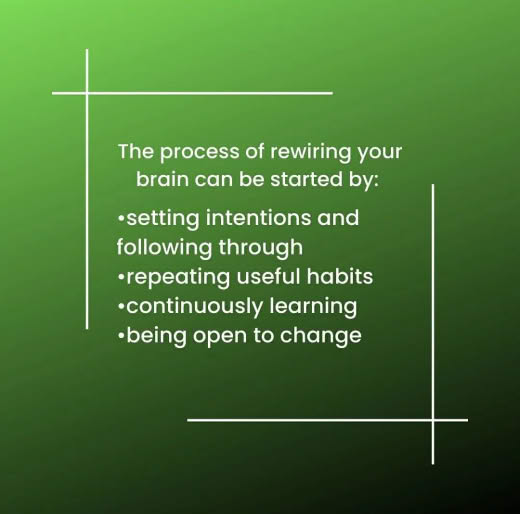 The process of rewiring your
brain can be started by:
•setting intentions and
following through
•repeating useful habits
•continuously learning
•being open to change